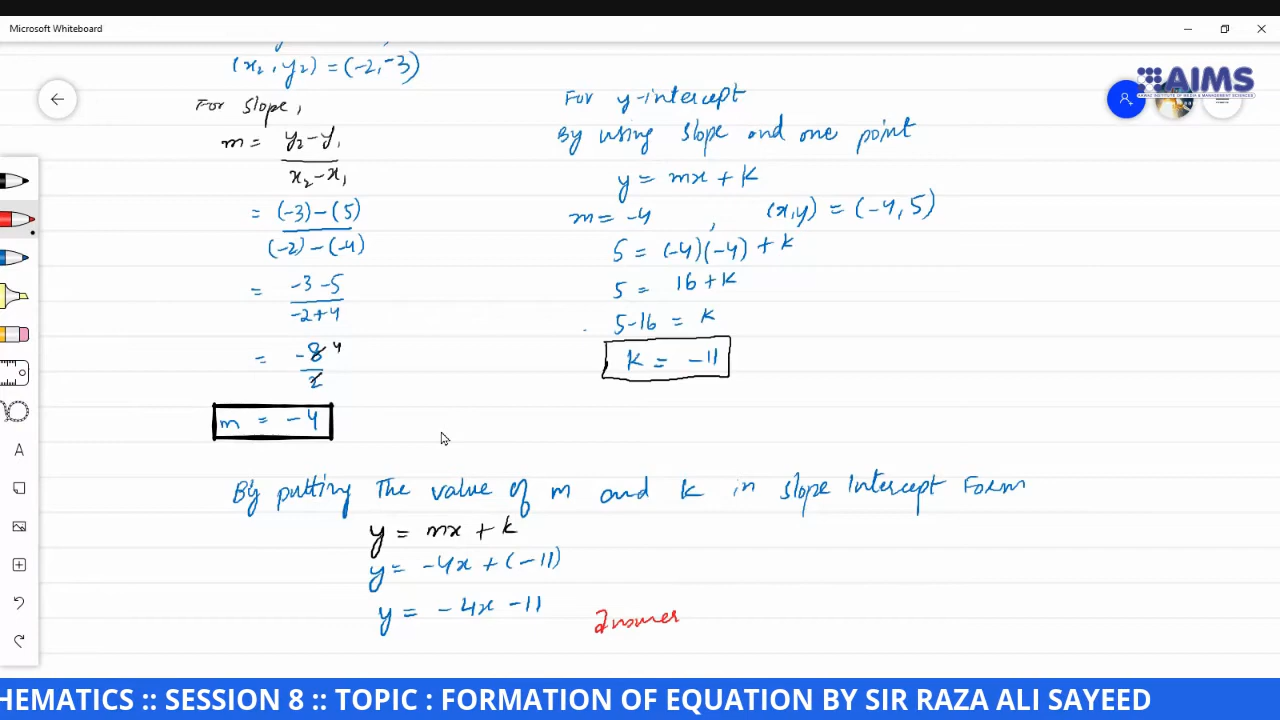 Microsoft Whiteboard
AIMS
(x₂, y₂) = (-2, -3)
For slope,
m = y₂ - y₁
x₂ - x₁
= (-3) - (5)
(-2) - (-4)
= -3 - 5
-2 + 4
= -8 4
2
m = -4
For y-intercept
By using slope and one point
y = mx + k
m = -4 , (x,y) = (-4, 5)
5 = (-4)(-4) + k
5 = 16 + k
5-16 = k
k = -11
By putting The value of m and k in slope Intercept Form
y = mx + k
y = -4x + (-11)
y = -4x - 11
Answer
HEMATICS :: SESSION 8 :: TOPIC : FORMATION OF EQUATION BY SIR RAZA ALI SAYEED